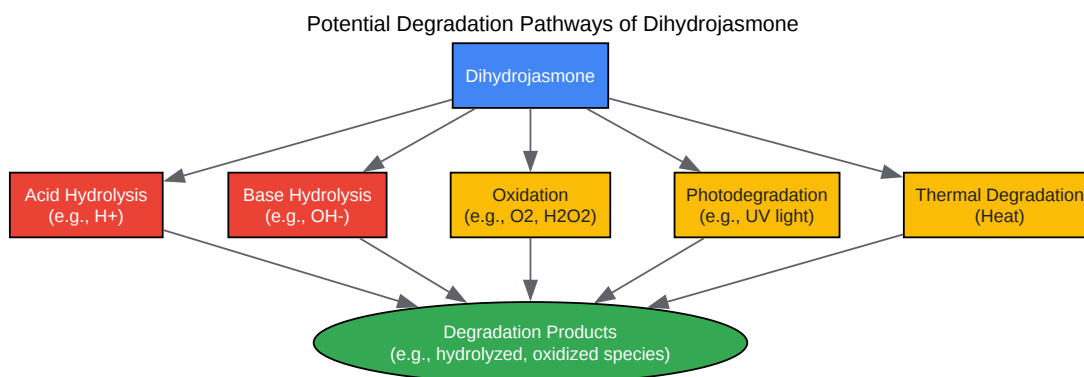 Potential Degradation Pathways of Dihydrojasmone
Dihydrojasmone
Acid Hydrolysis
(e.g., H+)
Base Hydrolysis
(e.g., OH-)
Oxidation
(e.g., O2, H2O2)
Photodegradation
(e.g., UV light)
Thermal Degradation
(Heat)
Degradation Products
(e.g., hydrolyzed, oxidized species)